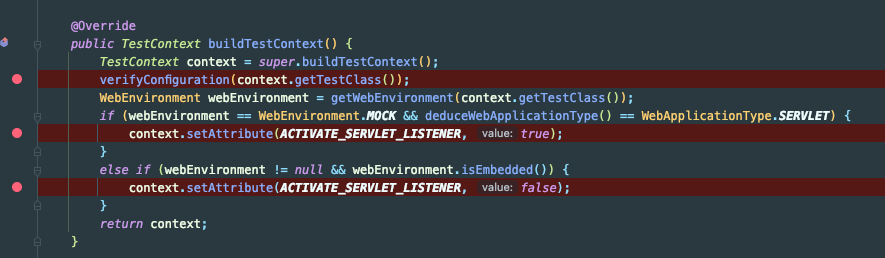 @Override
public TestContext buildTestContext() {
TestContext context = super.buildTestContext();
verifyConfiguration(context.getTestClass());
WebEnvironment webEnvironment = getWebEnvironment(context.getTestClass());
if (webEnvironment == WebEnvironment.MOCK && deduceWebApplicationType() == WebApplicationType.SERVLET) {
context.setAttribute(ACTIVATE_SERVLET_LISTENER, value: true);
}
else if (webEnvironment != null && webEnvironment.isEmbedded()) {
context.setAttribute(ACTIVATE_SERVLET_LISTENER, value: false);
}
return context;
}